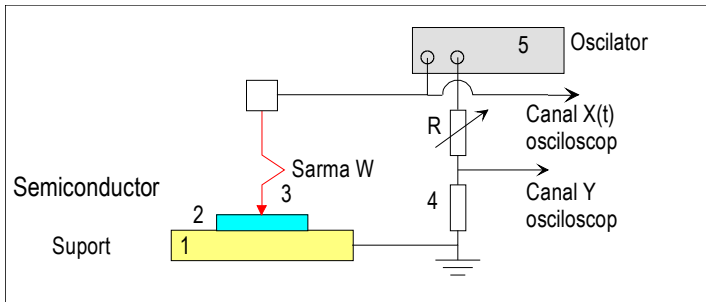 5
Oscilator
R
Canal X(t)
osciloscop
Sarma W
3
Semiconductor
2
4
Canal Y
osciloscop
Suport
1